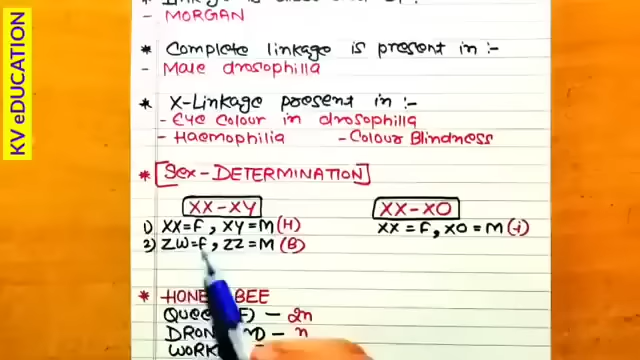 KV eDUCATION
- MORGAN
* Complete linkage is present in :-
- Male drosophilla
* X-Linkage present in :-
- Eye Colour in drosophilla
- Haemophilia - Colour Blindness
* [Sex-DETERMINATION]
XX-XY XX-XO
1) XX=F, XY=M(H) XX=F, XO=M(i)
2) ZW=F, ZZ=M(B)
* HONEY BEE
- 2n
- n